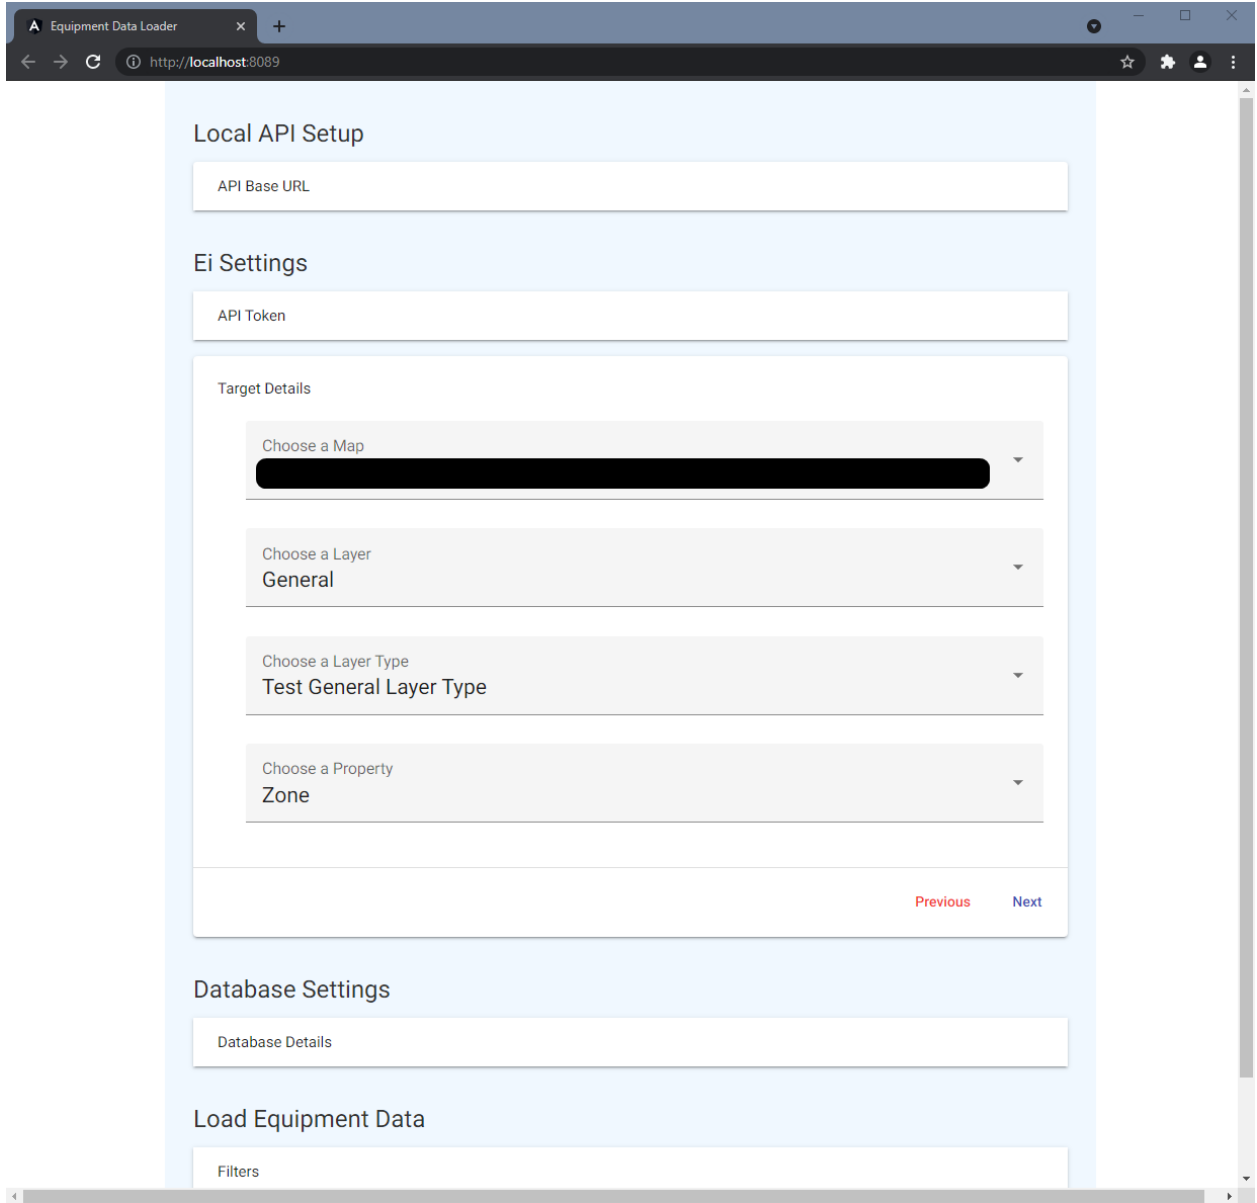 Equipment Data Loader
http://localhost:8089
Local API Setup
API Base URL
Ei Settings
API Token
Target Details
Choose a Map
Choose a Layer
General
Choose a Layer Type
Test General Layer Type
Choose a Property
Zone
Previous
Next
Database Settings
Database Details
Load Equipment Data
Filters